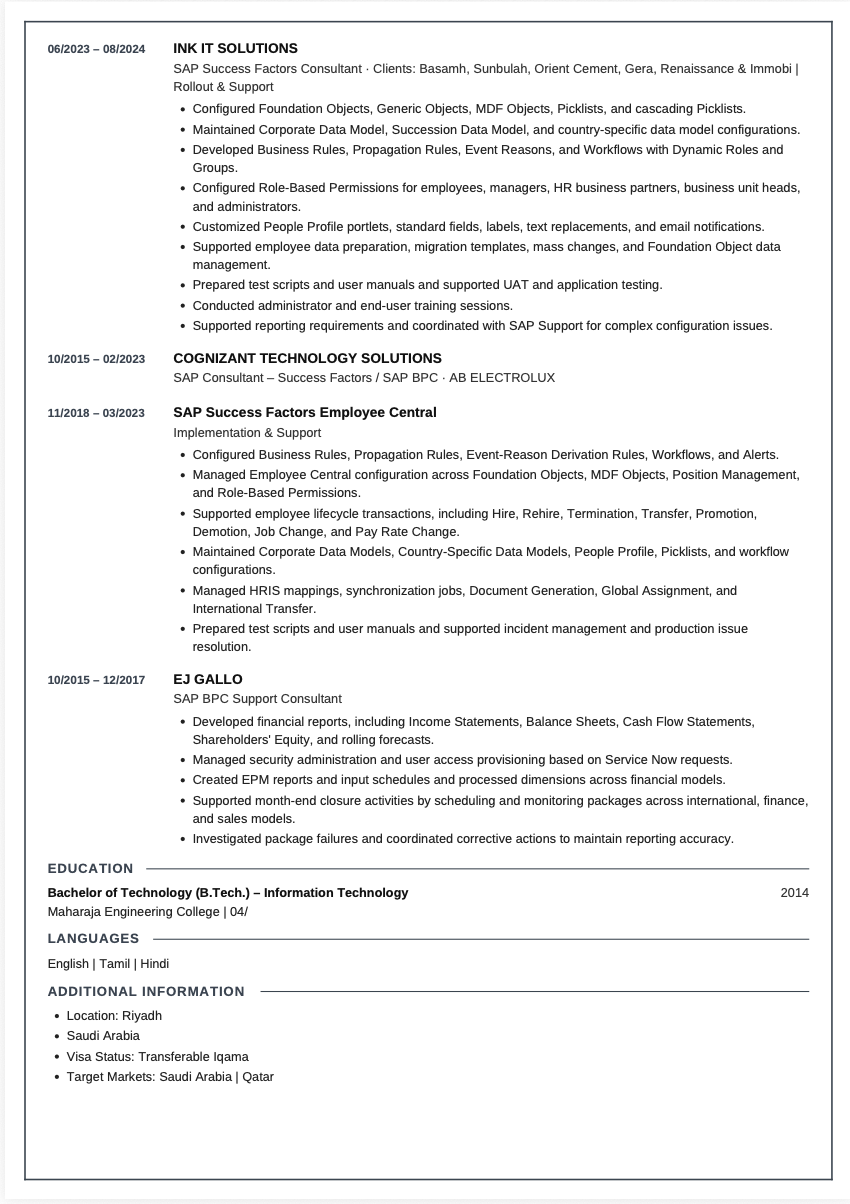 06/2023 – 08/2024 INK IT SOLUTIONS
SAP Success Factors Consultant · Clients: Basamh, Sunbulah, Orient Cement, Gera, Renaissance & Immobi |
Rollout & Support
• Configured Foundation Objects, Generic Objects, MDF Objects, Picklists, and cascading Picklists.
• Maintained Corporate Data Model, Succession Data Model, and country-specific data model configurations.
• Developed Business Rules, Propagation Rules, Event Reasons, and Workflows with Dynamic Roles and
Groups.
• Configured Role-Based Permissions for employees, managers, HR business partners, business unit heads,
and administrators.
• Customized People Profile portlets, standard fields, labels, text replacements, and email notifications.
• Supported employee data preparation, migration templates, mass changes, and Foundation Object data
management.
• Prepared test scripts and user manuals and supported UAT and application testing.
• Conducted administrator and end-user training sessions.
• Supported reporting requirements and coordinated with SAP Support for complex configuration issues.
10/2015 – 02/2023 COGNIZANT TECHNOLOGY SOLUTIONS
SAP Consultant – Success Factors / SAP BPC · AB ELECTROLUX
11/2018 – 03/2023 SAP Success Factors Employee Central
Implementation & Support
• Configured Business Rules, Propagation Rules, Event-Reason Derivation Rules, Workflows, and Alerts.
• Managed Employee Central configuration across Foundation Objects, MDF Objects, Position Management,
and Role-Based Permissions.
• Supported employee lifecycle transactions, including Hire, Rehire, Termination, Transfer, Promotion,
Demotion, Job Change, and Pay Rate Change.
• Maintained Corporate Data Models, Country-Specific Data Models, People Profile, Picklists, and workflow
configurations.
• Managed HRIS mappings, synchronization jobs, Document Generation, Global Assignment, and
International Transfer.
• Prepared test scripts and user manuals and supported incident management and production issue
resolution.
10/2015 – 12/2017 EJ GALLO
SAP BPC Support Consultant
• Developed financial reports, including Income Statements, Balance Sheets, Cash Flow Statements,
Shareholders' Equity, and rolling forecasts.
• Managed security administration and user access provisioning based on Service Now requests.
• Created EPM reports and input schedules and processed dimensions across financial models.
• Supported month-end closure activities by scheduling and monitoring packages across international, finance,
and sales models.
• Investigated package failures and coordinated corrective actions to maintain reporting accuracy.
EDUCATION
Bachelor of Technology (B.Tech.) – Information Technology 2014
Maharaja Engineering College | 04/
LANGUAGES
English | Tamil | Hindi
ADDITIONAL INFORMATION
• Location: Riyadh
• Saudi Arabia
• Visa Status: Transferable Iqama
• Target Markets: Saudi Arabia | Qatar